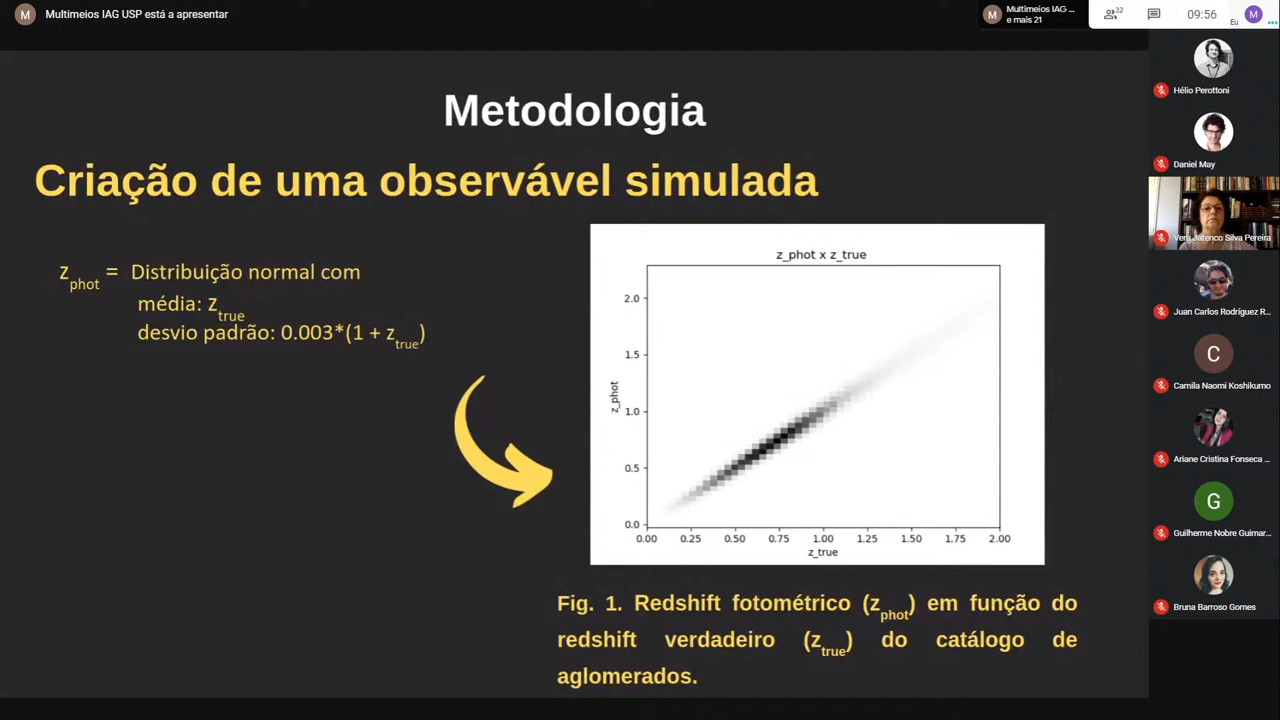 Multimeios IAG USP está a apresentar
Multimeios IAG ...
e mais 21
32
09:56
Eu
Metodologia
Criação de uma observável simulada
z_phot = Distribuição normal com
média: z_true
desvio padrão: 0.003*(1 + z_true)
z_phot x z_true
2.0
1.5
1.0
0.5
0.0
z_phot
0.00 0.25 0.50 0.75 1.00 1.25 1.50 1.75 2.00
z_true
Fig. 1. Redshift fotométrico (z_phot) em função do
redshift verdadeiro (z_true) do catálogo de
aglomerados.
M
M
M
Hélio Perottoni
Daniel May
Vera Jatenco Silva Pereira
Juan Carlos Rodríguez R...
C
Camila Naomi Koshikumo
Ariane Cristina Fonseca ...
G
Guilherme Nobre Guimar...
Bruna Barroso Gomes